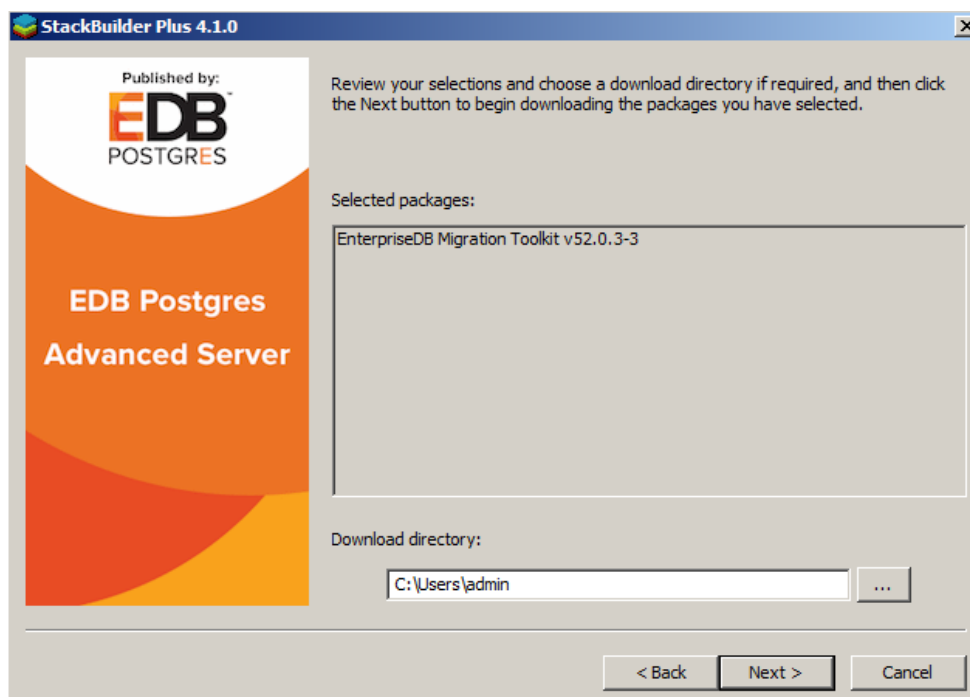 StackBuilder Plus 4.1.0
Published by:
EDB™
POSTGRES
EDB Postgres
Advanced Server
Review your selections and choose a download directory if required, and then click
the Next button to begin downloading the packages you have selected.
Selected packages:
EnterpriseDB Migration Toolkit v52.0.3-3
Download directory:
C:\Users\admin
...
< Back
Next >
Cancel